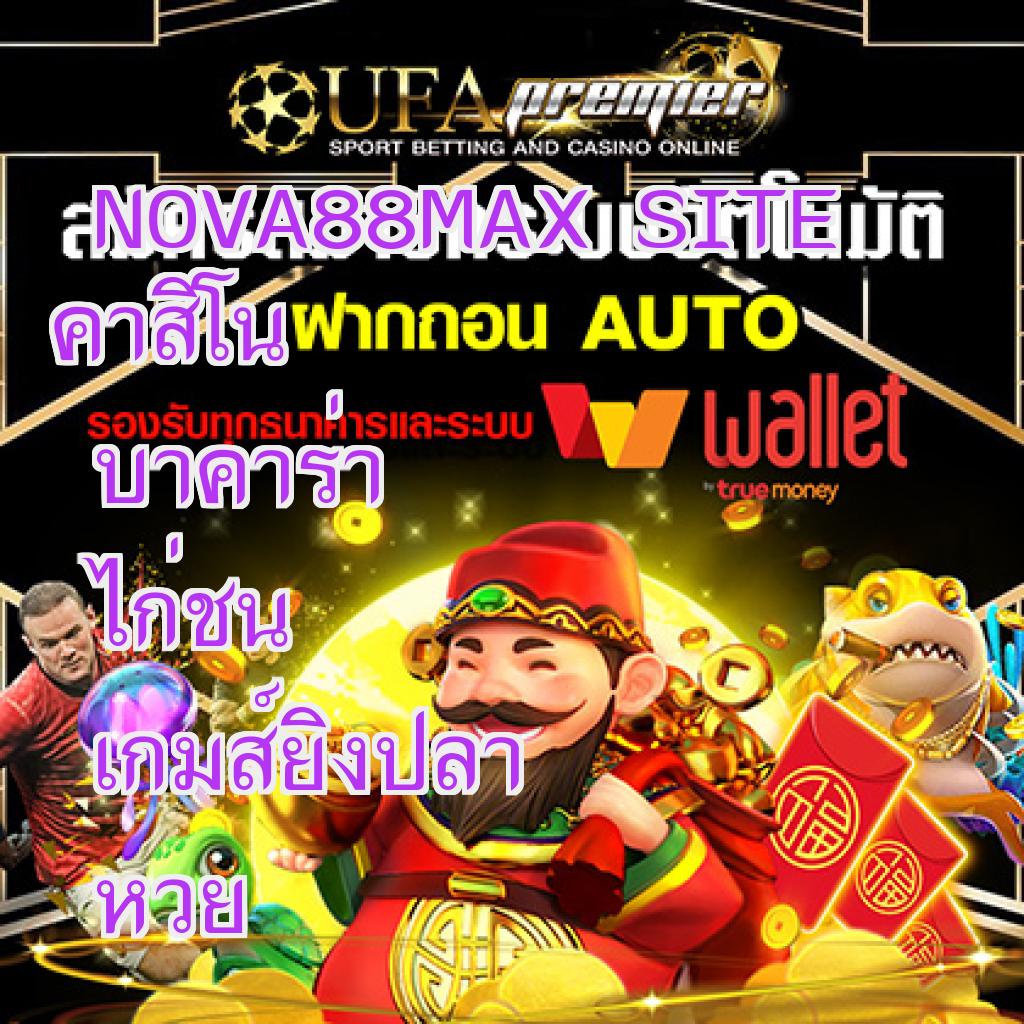 UFA premier
SPORT BETTING AND CASINO ONLINE
NOVA88MAX SITE
คาสิโน
ฝากถอน AUTO
รองรับทุกธนาคารและระบบ
wallet
by truemoney
บาคาร่า
ไก่ชน
เกมส์ยิงปลา
หวย